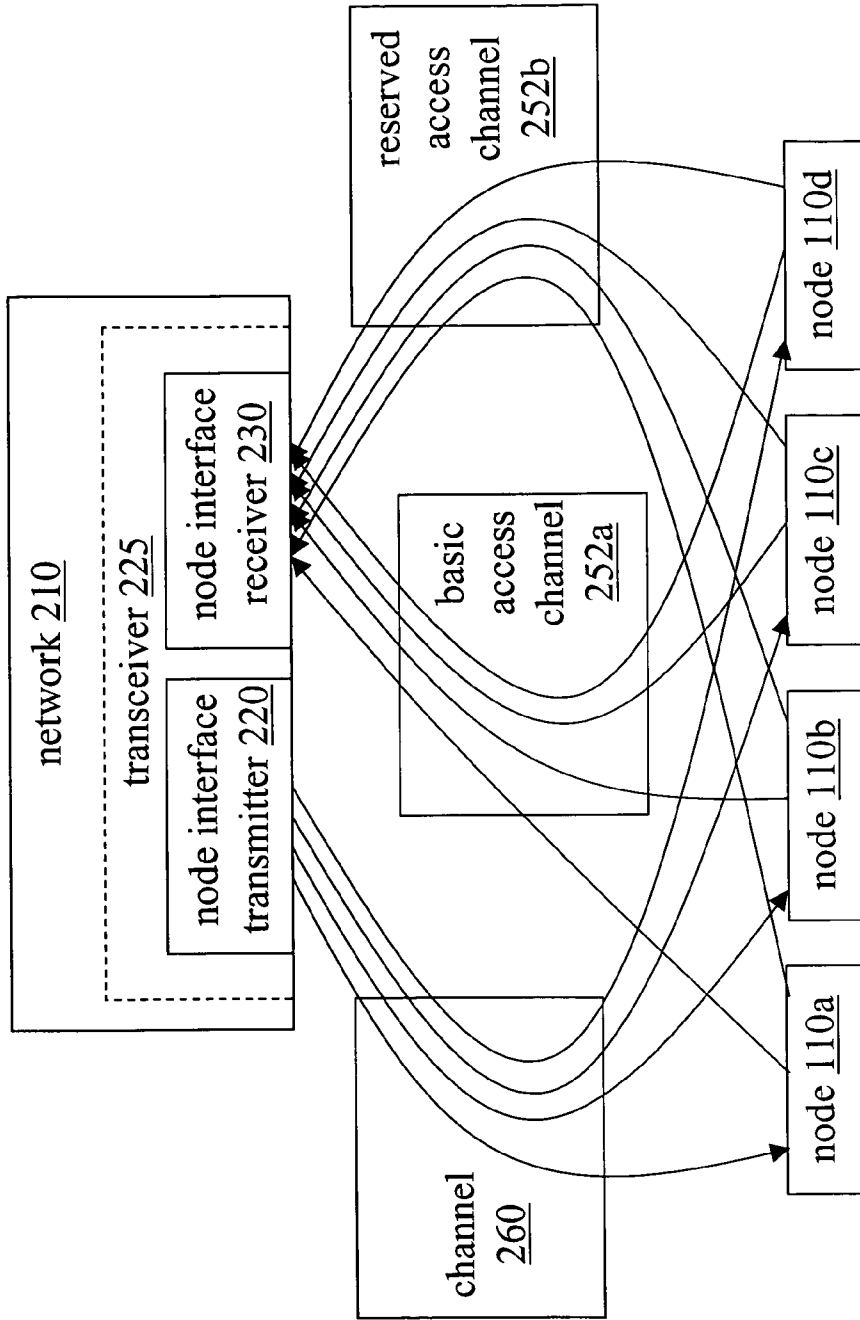 network 210
transceiver 225
node interface
transmitter 220
node interface
receiver 230
channel
260
basic
access
channel
252a
reserved
access
channel
252b
node 110a
node 110b
node 110c
node 110d